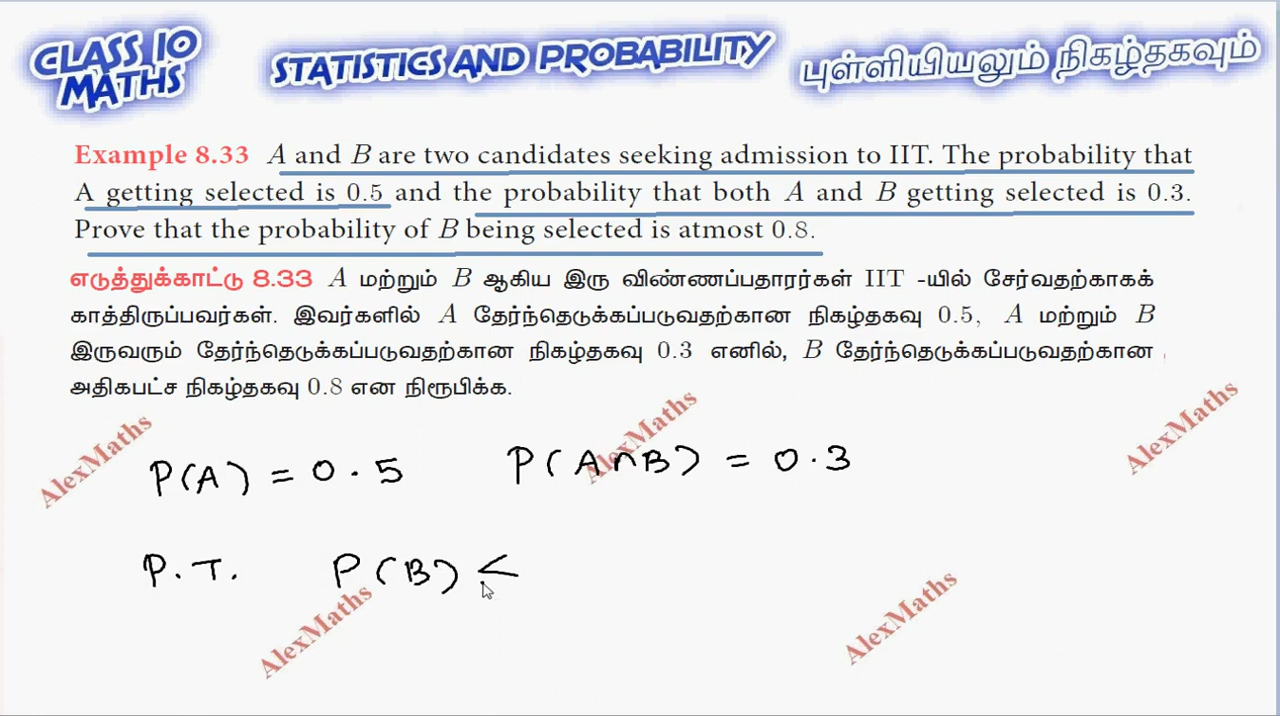 CLASS 10 MATHS
STATISTICS AND PROBABILITY
புள்ளியியலும் நிகழ்தகவும்
Example 8.33 A and B are two candidates seeking admission to IIT. The probability that
A getting selected is 0.5 and the probability that both A and B getting selected is 0.3.
Prove that the probability of B being selected is atmost 0.8.
எடுத்துக்காட்டு 8.33 A மற்றும் B ஆகிய இரு விண்ணப்பதாரர்கள் IIT -யில் சேர்வதற்காகக்
காத்திருப்பவர்கள். இவர்களில் A தேர்ந்தெடுக்கப்படுவதற்கான நிகழ்தகவு 0.5, A மற்றும் B
இருவரும் தேர்ந்தெடுக்கப்படுவதற்கான நிகழ்தகவு 0.3 எனில், B தேர்ந்தெடுக்கப்படுவதற்கான
அதிகபட்ச நிகழ்தகவு 0.8 என நிரூபிக்க.
AlexMaths AlexMaths AlexMaths
P(A) = 0.5 P(A∩B) = 0.3
P.T. P(B) <
AlexMaths AlexMaths